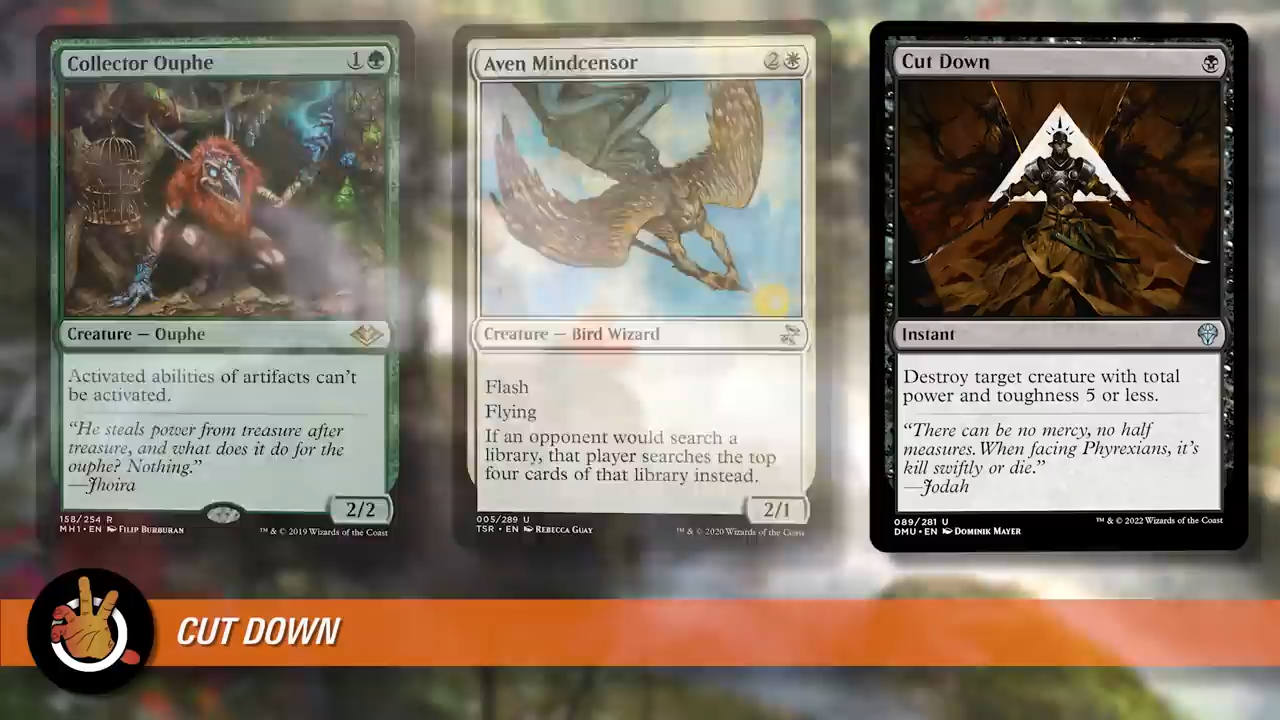 Collector Ouphe 1
Creature — Ouphe
Activated abilities of artifacts can't
be activated.
“He steals power from treasure after
treasure, and what does it do for the
ouphe? Nothing.”
—Jhoira
2/2
158/254 R
MH1 • EN Filip Burburan
™ & © 2019 Wizards of the Coast
Aven Mindcensor 2
Creature — Bird Wizard
Flash
Flying
If an opponent would search a
library, that player searches the top
four cards of that library instead.
2/1
005/289 U
TSR • EN Rebecca Guay
™ & © 2020 Wizards of the Coast
Cut Down
Instant
Destroy target creature with total
power and toughness 5 or less.
“There can be no mercy, no half
measures. When facing Phyrexians, it's
kill swiftly or die.”
—Jodah
089/281 U
DMU • EN Dominik Mayer
™ & © 2022 Wizards of the Coast
CUT DOWN